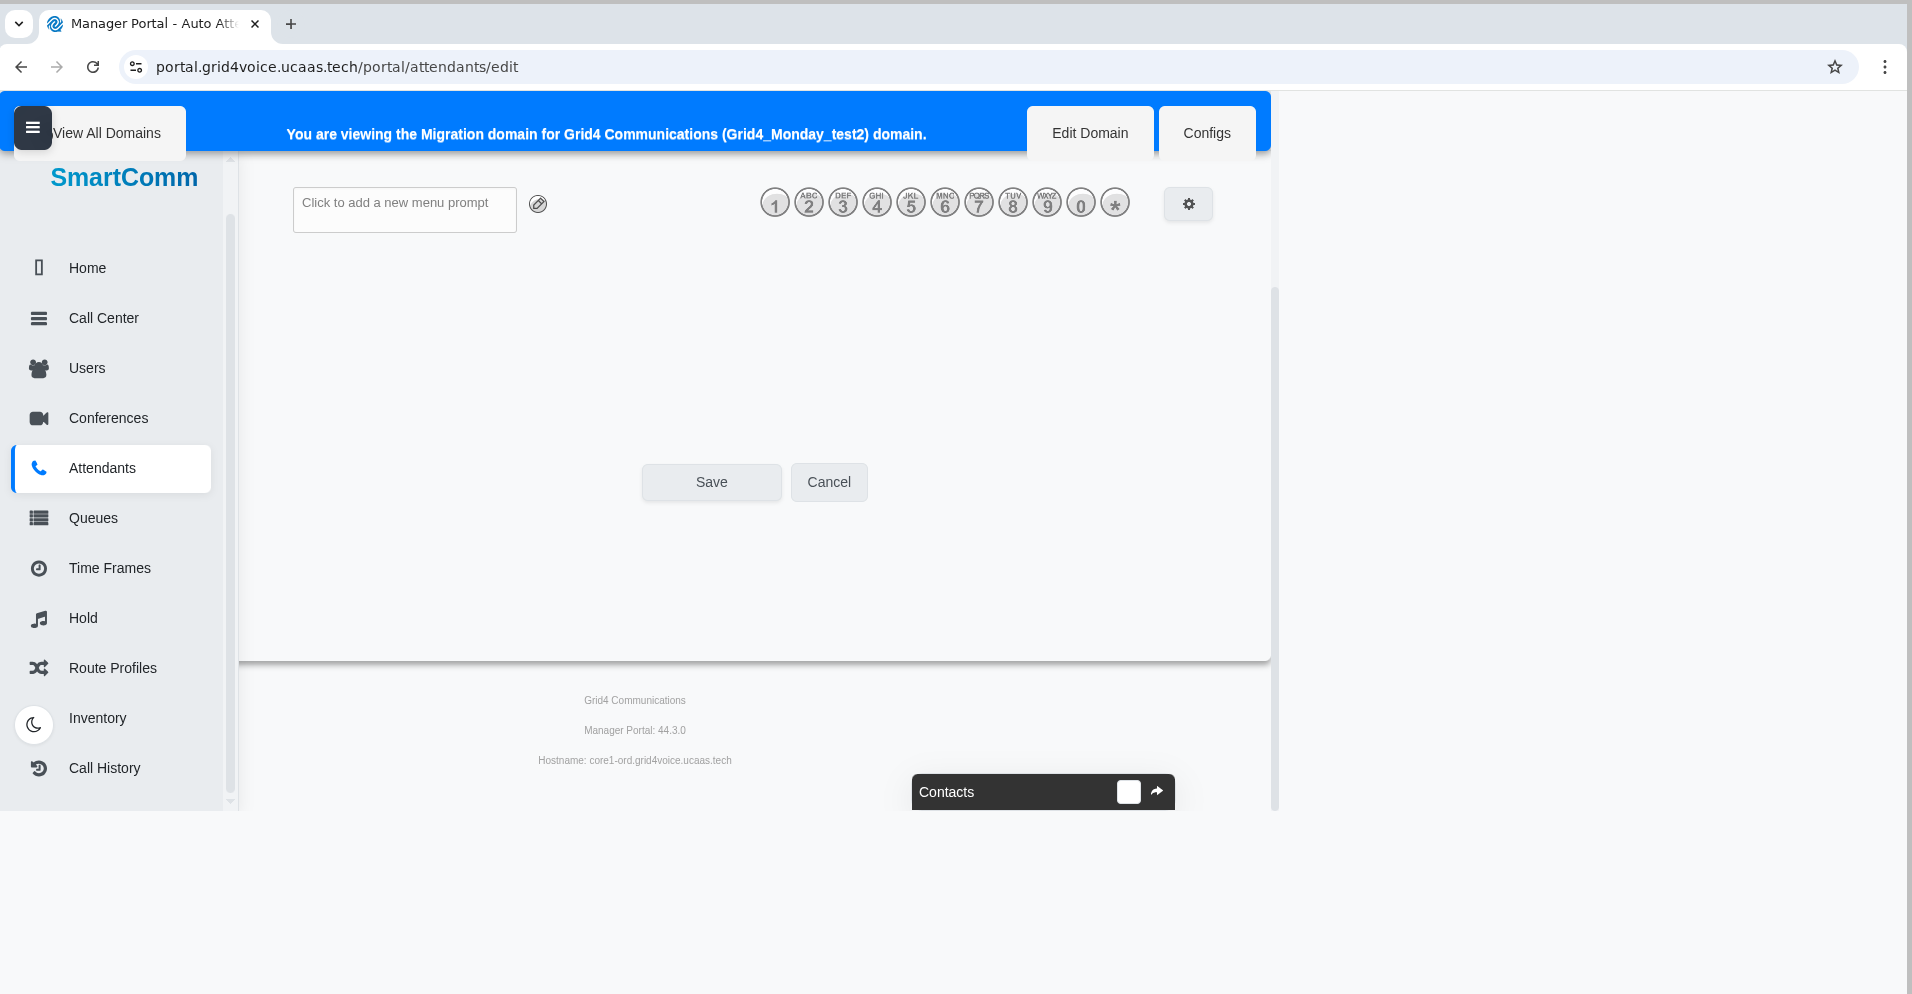 Manager Portal - Auto Att
portal.grid4voice.ucaas.tech/portal/attendants/edit
View All Domains
You are viewing the Migration domain for Grid4 Communications (Grid4_Monday_test2) domain.
Edit Domain
Configs
SmartComm
Click to add a new menu prompt
1
ABC 2
DEF 3
GHI 4
JKL 5
MNO 6
PQRS 7
TUV 8
WXYZ 9
0
*
Home
Call Center
Users
Conferences
Attendants
Queues
Time Frames
Hold
Route Profiles
Inventory
Call History
Save
Cancel
Grid4 Communications
Manager Portal: 44.3.0
Hostname: core1-ord.grid4voice.ucaas.tech
Contacts